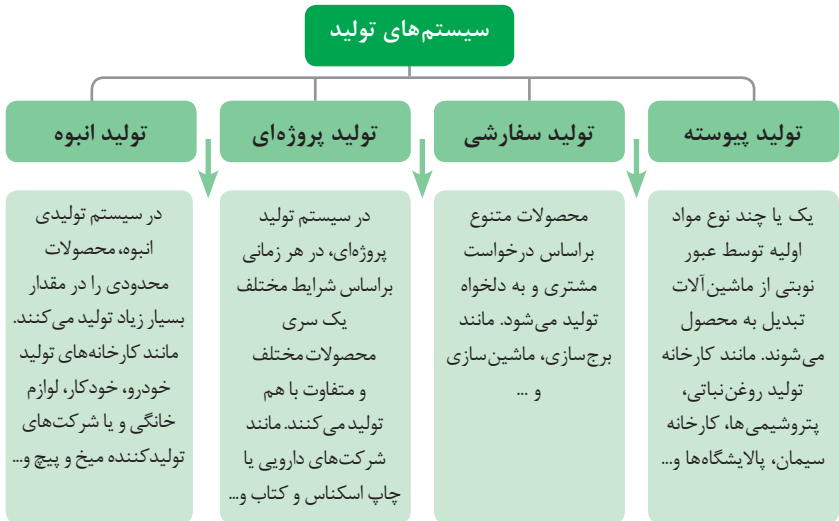 سیستم‌های تولید
تولید پیوسته
یک یا چند نوع مواد
اولیه توسط عبور
نوبتی از ماشین‌آلات
تبدیل به محصول
می‌شوند. مانند کارخانه
تولید روغن‌نباتی،
پتروشیمی‌ها، کارخانه
سیمان، پالایشگاه‌ها و...
تولید سفارشی
محصولات متنوع
براساس درخواست
مشتری و به دلخواه
تولید می‌شود. مانند
برج‌سازی، ماشین‌سازی
و ...
تولید پروژه‌ای
در سیستم تولید
پروژه‌ای، در هر زمانی
براساس شرایط مختلف
یک سری
محصولات مختلف
و متفاوت با هم
تولید می‌کنند. مانند
شرکت‌های دارویی یا
چاپ اسکناس و کتاب و...
تولید انبوه
در سیستم تولیدی
انبوه، محصولات
محدودی را در مقدار
بسیار زیاد تولید می‌کنند.
مانند کارخانه‌های تولید
خودرو، خودکار، لوازم
خانگی و یا شرکت‌های
تولیدکننده میخ و پیچ و...